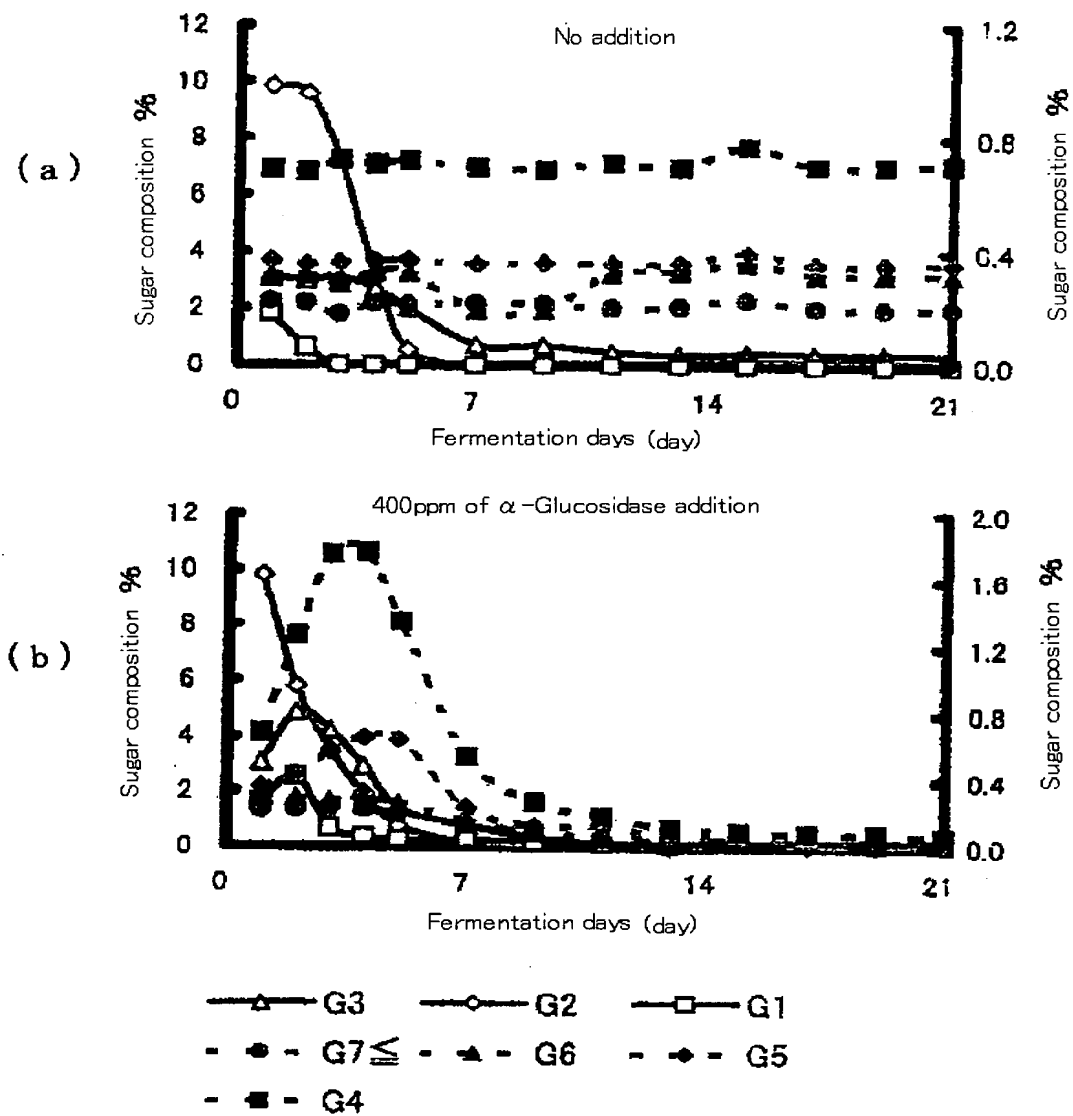 No addition
(a)
Sugar composition %
12
10
8
6
4
2
0
1.2
0.8
0.4
0.0
Sugar composition %
0 7 14 21
Fermentation days (day)
400ppm of α-Glucosidase addition
(b)
Sugar composition %
12
10
8
6
4
2
0
2.0
1.6
1.2
0.8
0.4
0.0
Sugar composition %
0 7 14 21
Fermentation days (day)
G3 G2 G1
G7≦ G6 G5
G4